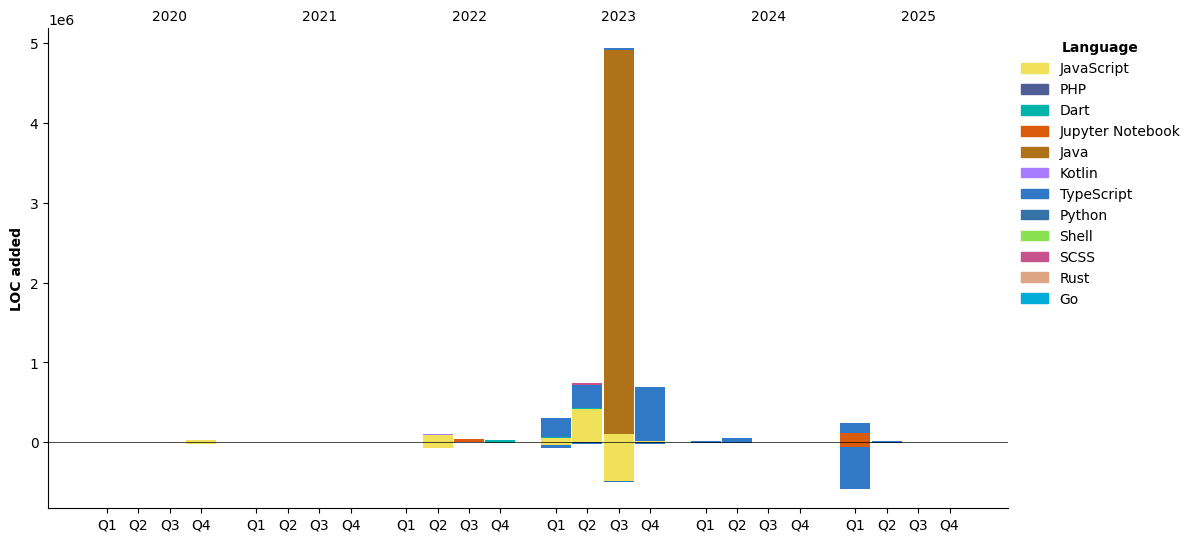 1e6 2020 2021 2022 2023 2024 2025
5
4
3
2
1
0
LOC added
Q1 Q2 Q3 Q4 Q1 Q2 Q3 Q4 Q1 Q2 Q3 Q4 Q1 Q2 Q3 Q4 Q1 Q2 Q3 Q4 Q1 Q2 Q3 Q4
Language
JavaScript
PHP
Dart
Jupyter Notebook
Java
Kotlin
TypeScript
Python
Shell
SCSS
Rust
Go